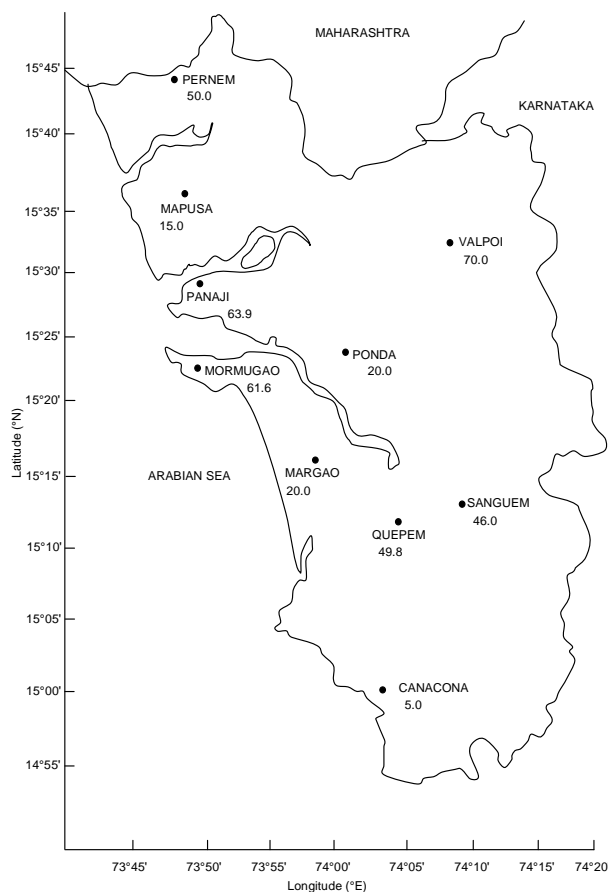 MAHARASHTRA
15°45'
PERNEM
50.0
KARNATAKA
15°40'
MAPUSA
15.0
15°35'
VALPOI
70.0
15°30'
PANAJI
63.9
15°25'
PONDA
20.0
MORMUGAO
61.6
15°20'
Latitude (°N)
ARABIAN SEA
15°15'
MARGAO
20.0
SANGUEM
46.0
QUEPEM
49.8
15°10'
15°05'
15°00'
CANACONA
5.0
14°55'
73°45' 73°50' 73°55' 74°00' 74°05' 74°10' 74°15' 74°20'
Longitude (°E)